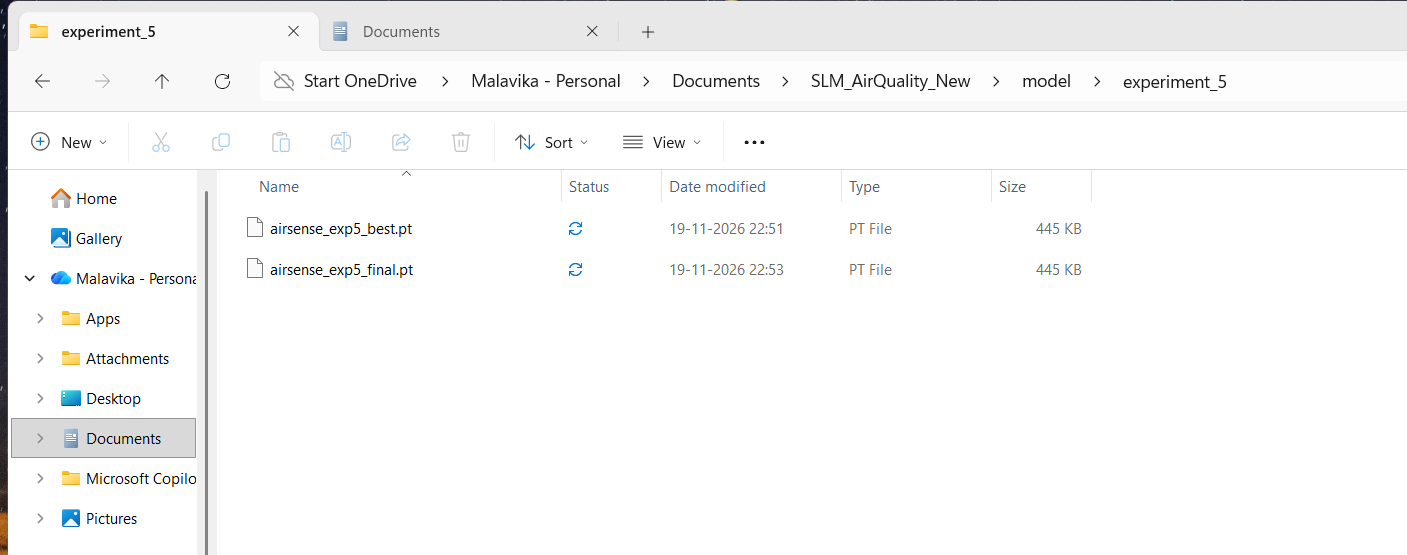 experiment_5
Documents
Start OneDrive > Malavika - Personal > Documents > SLM_AirQuality_New > model > experiment_5
New
Sort
View
Name Status Date modified Type Size
airsense_exp5_best.pt 19-11-2026 22:51 PT File 445 KB
airsense_exp5_final.pt 19-11-2026 22:53 PT File 445 KB
Home
Gallery
Malavika - Persona
Apps
Attachments
Desktop
Documents
Microsoft Copilo
Pictures